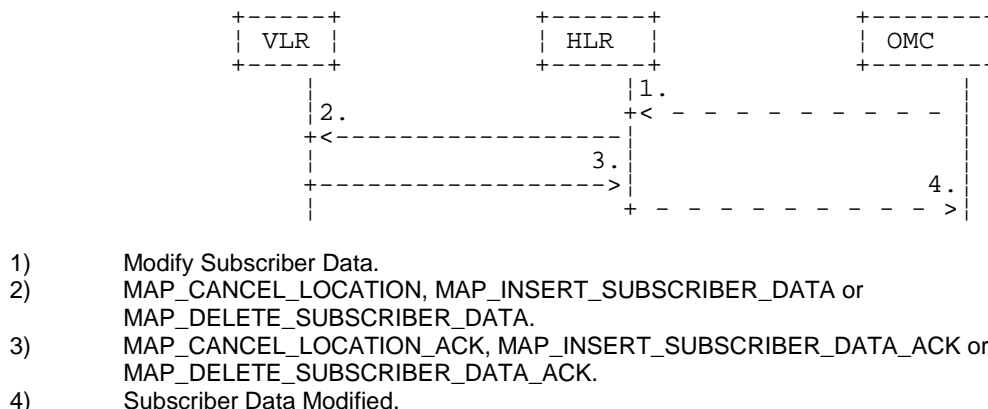 +-----+ +------+ +-------
¦ VLR ¦ ¦ HLR ¦ ¦ OMC
+-----+ +------+ +-------
¦ ¦1. ¦
¦2. +< - - - - - - - - - ¦
+<------------------¦ ¦
¦ 3.¦ ¦
+------------------>¦ 4.¦
¦ + - - - - - - - - - >¦
1) Modify Subscriber Data.
2) MAP_CANCEL_LOCATION, MAP_INSERT_SUBSCRIBER_DATA or
MAP_DELETE_SUBSCRIBER_DATA.
3) MAP_CANCEL_LOCATION_ACK, MAP_INSERT_SUBSCRIBER_DATA_ACK or
MAP_DELETE_SUBSCRIBER_DATA_ACK.
4) Subscriber Data Modified.